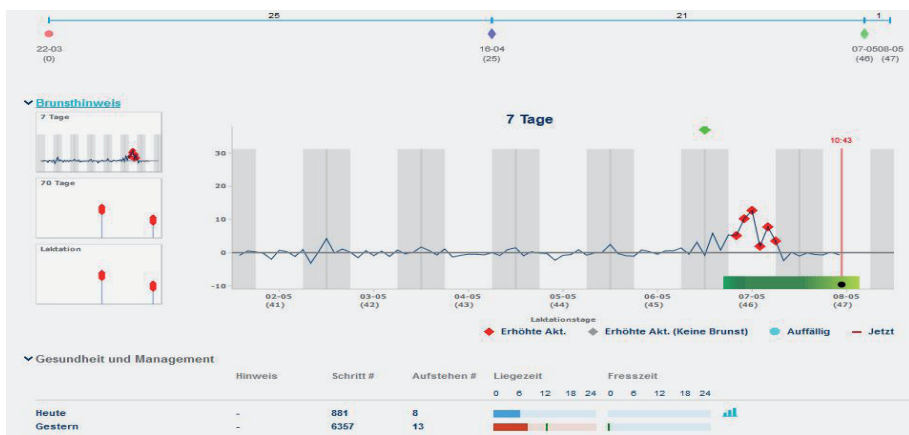 25 21 1
22-03 16-04 07-0508-05
(0) (25) (46) (47)
Brunsthinweis
7 Tage
70 Tage
Laktation
7 Tage
10:43
30
20
10
0
-10
02-05 03-05 04-05 05-05 06-05 07-05 08-05
(41) (42) (43) (44) (45) (46) (47)
Laktationstage
Erhöhte Akt. Erhöhte Akt. (Keine Brunst) Auffällig Jetzt
Gesundheit und Management
Hinweis Schritt # Aufstehen # Liegezeit Fresszeit
0 6 12 18 24 0 6 12 18 24
Heute - 881 8
Gestern - 6357 13